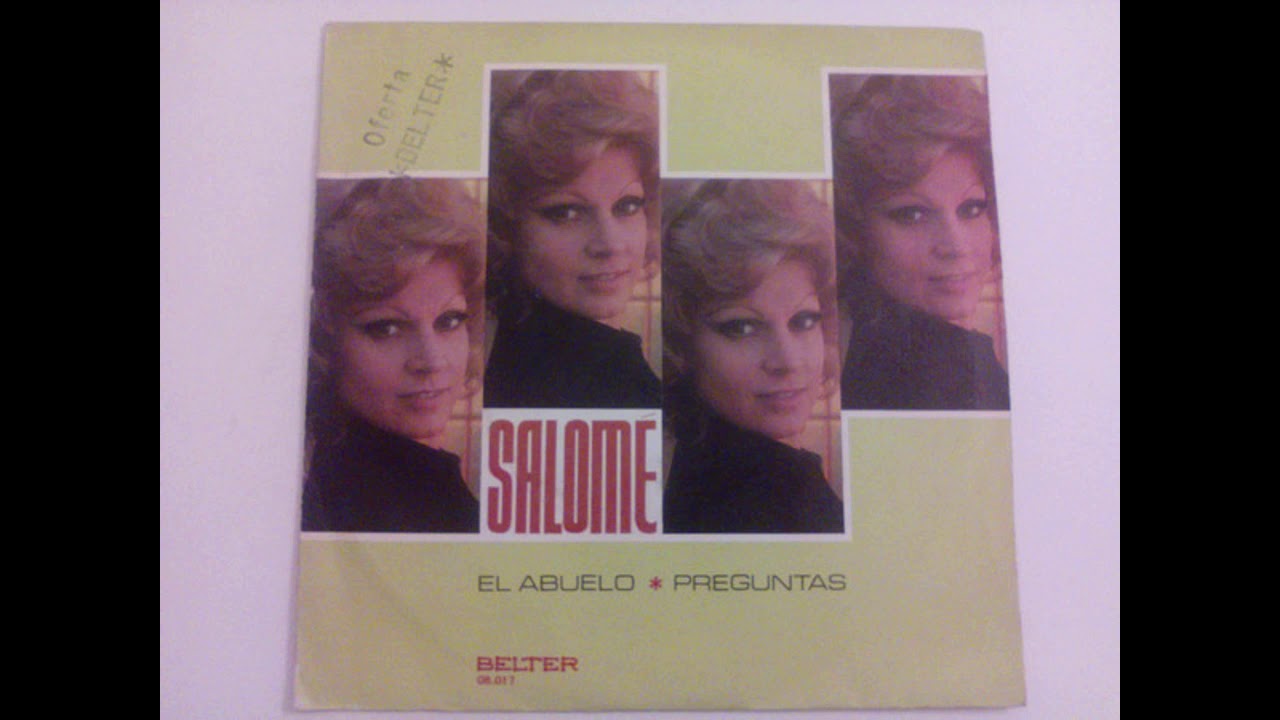 Oferta
*BELTER*
SALOMÉ
EL ABUELO * PREGUNTAS
BELTER
08.017